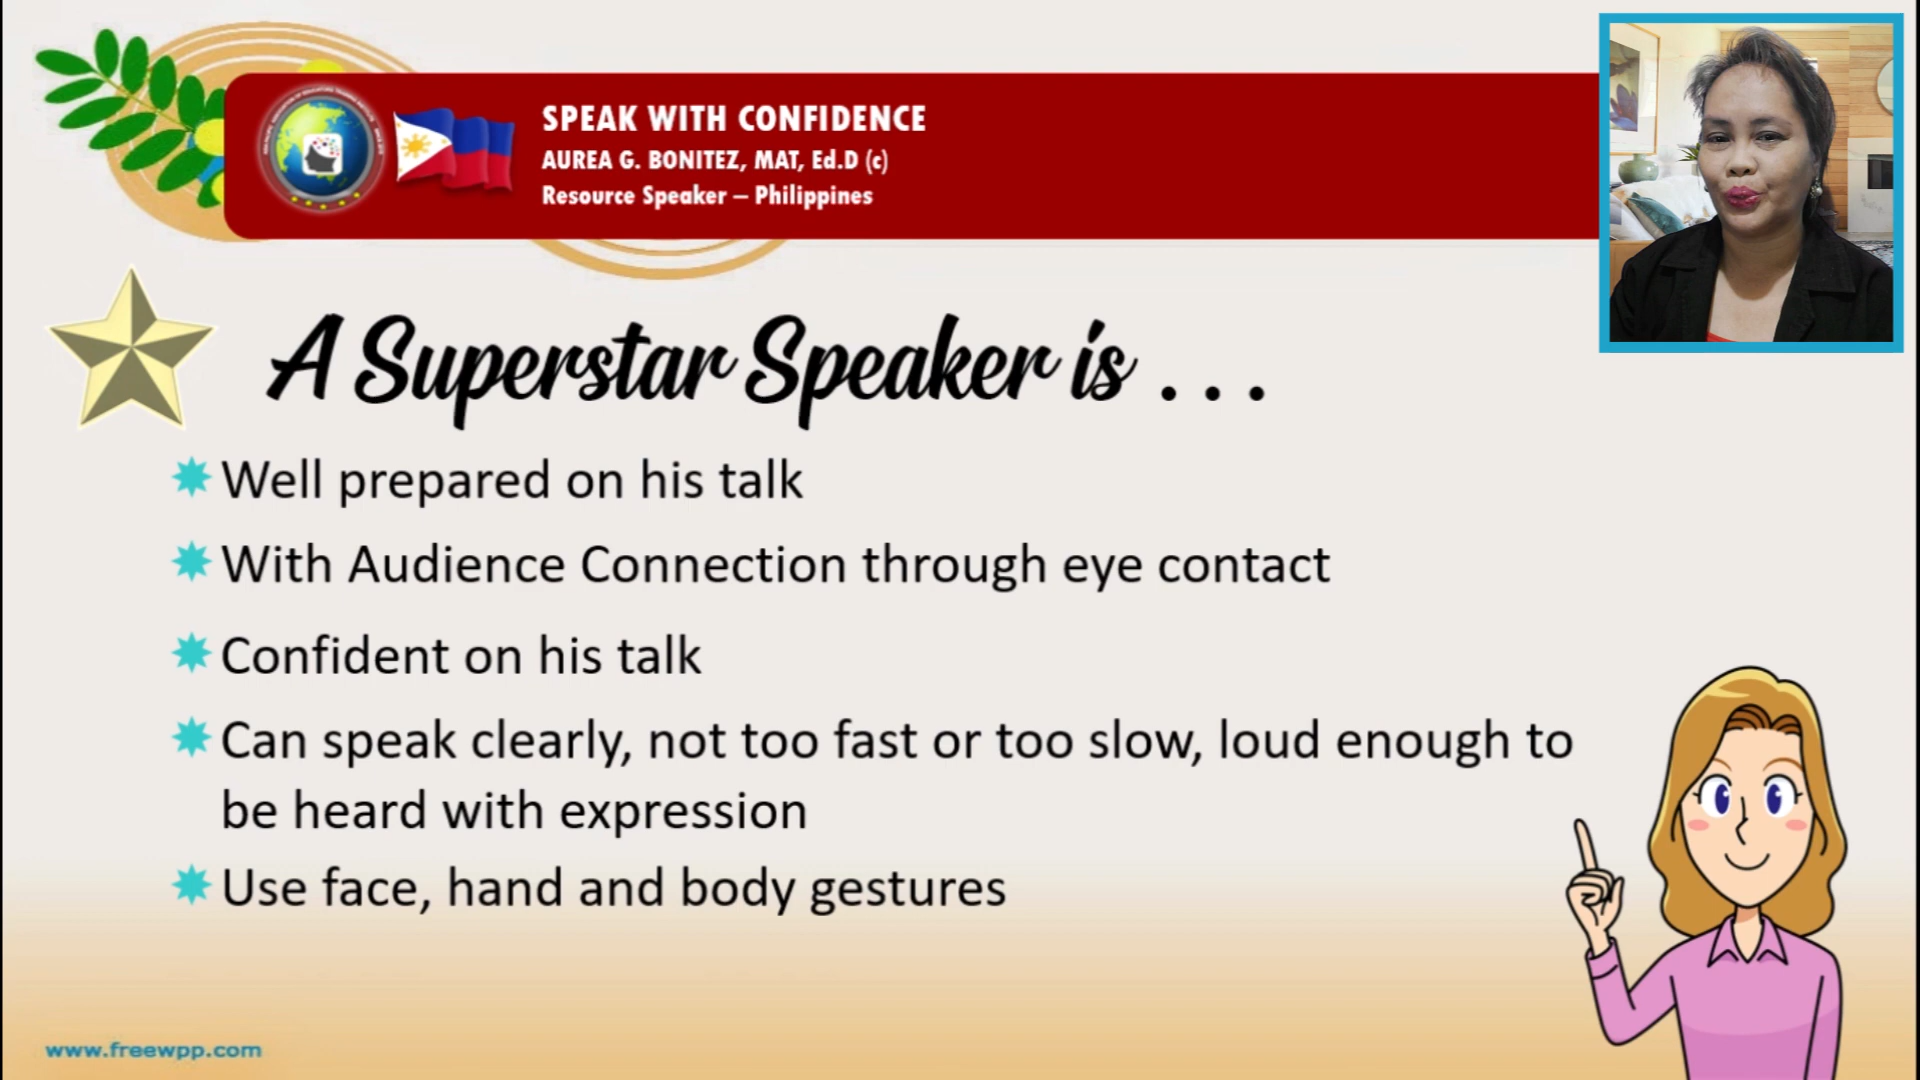 SPEAK WITH CONFIDENCE
AUREA G. BONITEZ, MAT, Ed.D (c)
Resource Speaker – Philippines
A Superstar Speaker is . . .
Well prepared on his talk
With Audience Connection through eye contact
Confident on his talk
Can speak clearly, not too fast or too slow, loud enough to
be heard with expression
Use face, hand and body gestures
www.freewpp.com